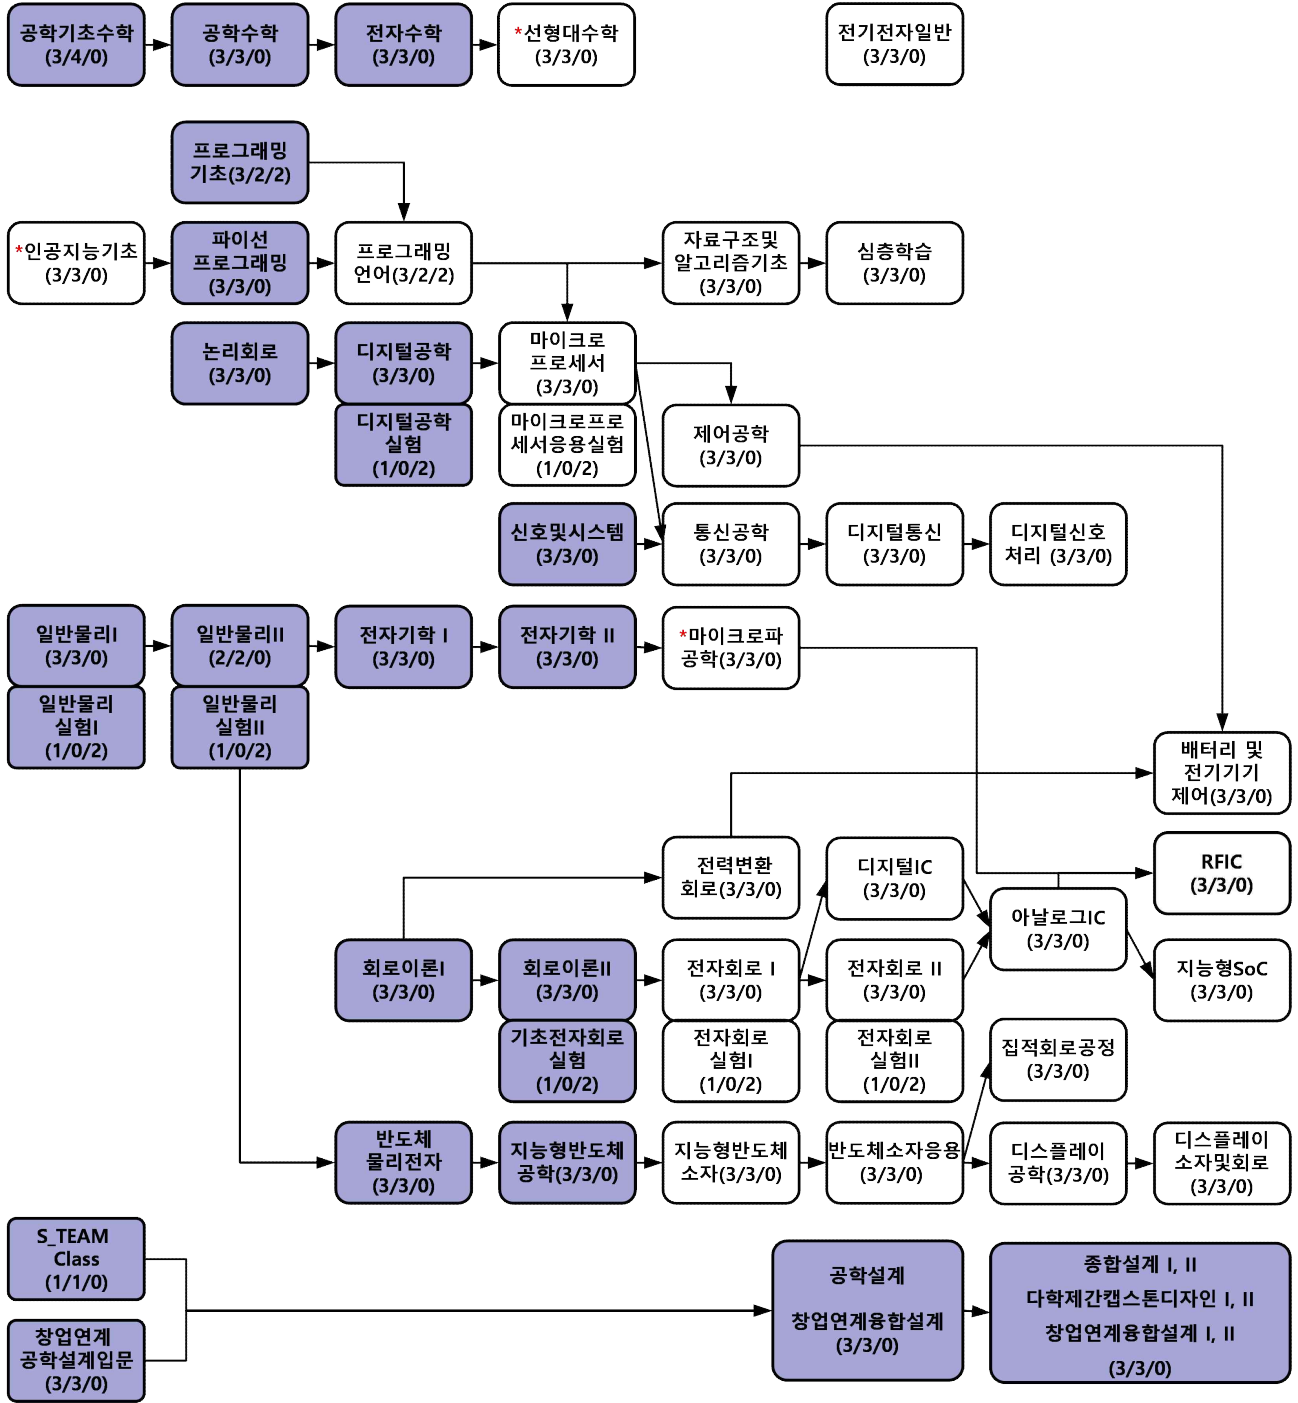 공학기초수학
(3/4/0)
공학수학
(3/3/0)
전자수학
(3/3/0)
*선형대수학
(3/3/0)
전기전자일반
(3/3/0)
프로그래밍
기초(3/2/2)
*인공지능기초
(3/3/0)
파이선
프로그래밍
(3/3/0)
프로그래밍
언어(3/2/2)
자료구조및
알고리즘기초
(3/3/0)
심층학습
(3/3/0)
논리회로
(3/3/0)
디지털공학
(3/3/0)
마이크로
프로세서
(3/3/0)
디지털공학
실험
(1/0/2)
마이크로프로
세서응용실험
(1/0/2)
제어공학
(3/3/0)
신호및시스템
(3/3/0)
통신공학
(3/3/0)
디지털통신
(3/3/0)
디지털신호
처리 (3/3/0)
일반물리I
(3/3/0)
일반물리II
(2/2/0)
전자기학 I
(3/3/0)
전자기학 II
(3/3/0)
*마이크로파
공학(3/3/0)
일반물리
실험I
(1/0/2)
일반물리
실험II
(1/0/2)
배터리 및
전기기기
제어(3/3/0)
전력변환
회로(3/3/0)
디지털IC
(3/3/0)
RFIC
(3/3/0)
아날로그IC
(3/3/0)
회로이론I
(3/3/0)
회로이론II
(3/3/0)
전자회로 I
(3/3/0)
전자회로 II
(3/3/0)
지능형SoC
(3/3/0)
기초전자회로
실험
(1/0/2)
전자회로
실험I
(1/0/2)
전자회로
실험II
(1/0/2)
집적회로공정
(3/3/0)
반도체
물리전자
(3/3/0)
지능형반도체
공학(3/3/0)
지능형반도체
소자(3/3/0)
반도체소자응용
(3/3/0)
디스플레이
공학(3/3/0)
디스플레이
소자및회로
(3/3/0)
S_TEAM
Class
(1/1/0)
창업연계
공학설계입문
(3/3/0)
공학설계
창업연계융합설계
(3/3/0)
종합설계 I, II
다학제간캡스톤디자인 I, II
창업연계융합설계 I, II
(3/3/0)